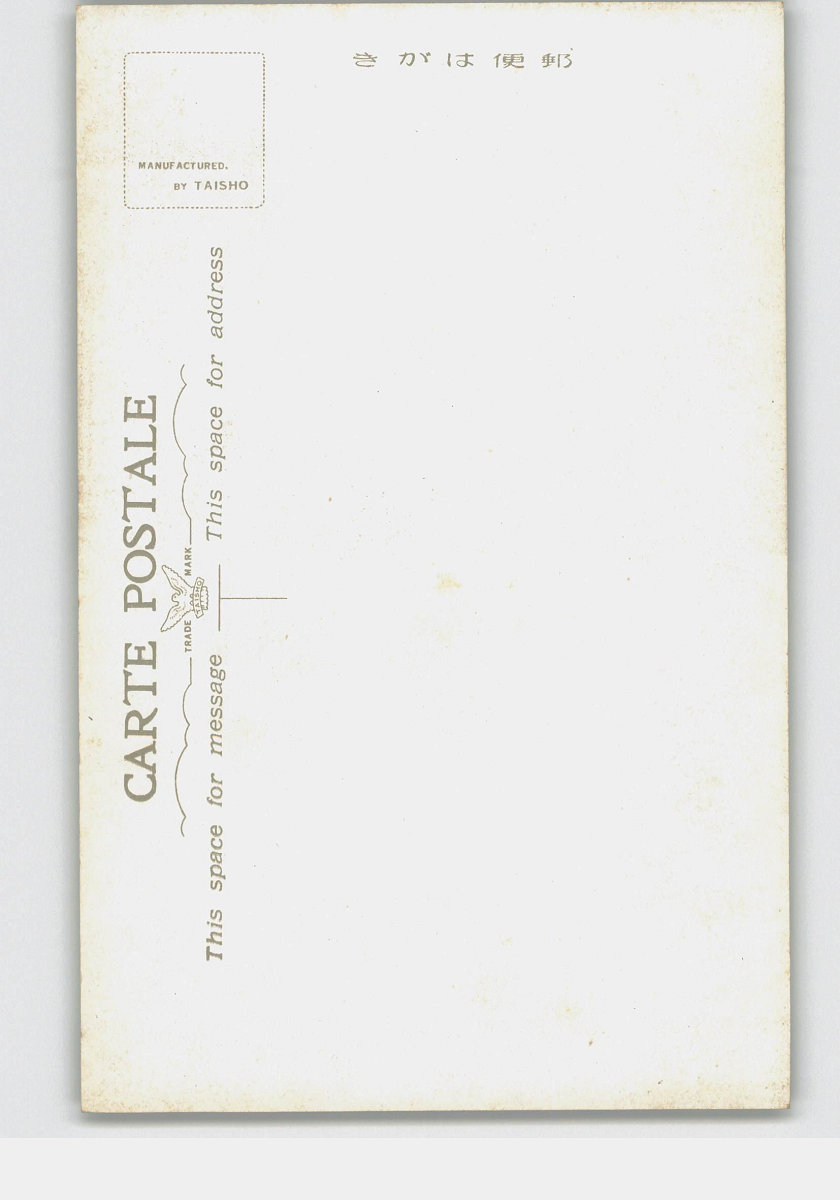 きがは便郵
MANUFACTURED.
BY TAISHO
CARTE POSTALE
TRADE MARK
TAISHO
This space for message
This space for address